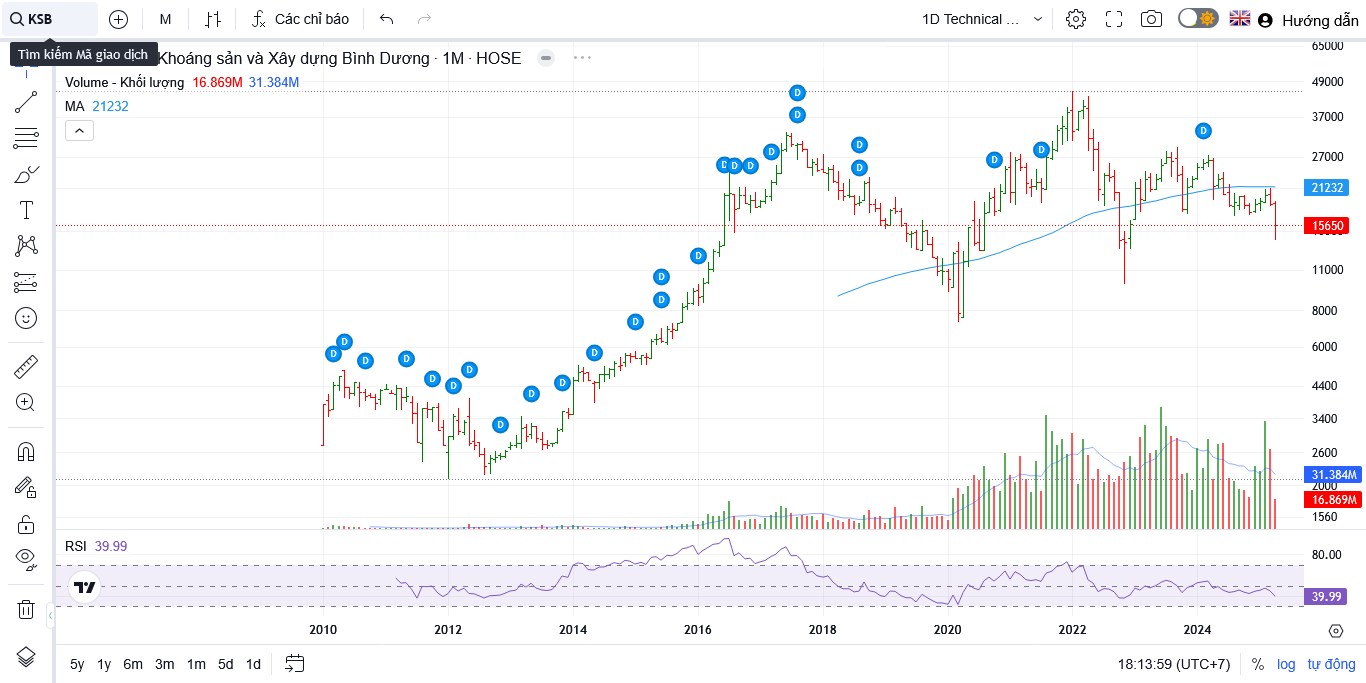 KSB M Các chỉ báo 1D Technical ... Hướng dẫn
Tìm kiếm Mã giao dịch
Khoáng sản và Xây dựng Bình Dương · 1M · HOSE
Volume - Khối lượng 16.869M 31.384M
MA 21232
65000
49000
37000
27000
21232
15650
11000
8000
6000
4400
3400
2600
31.384M
2000
16.869M
1560
D D D D D D D D D D D D D D D D D D D D D D D D D D D
RSI 39.99
80.00
39.99
2010 2012 2014 2016 2018 2020 2022 2024
5y 1y 6m 3m 1m 5d 1d 18:13:59 (UTC+7) % log tự động